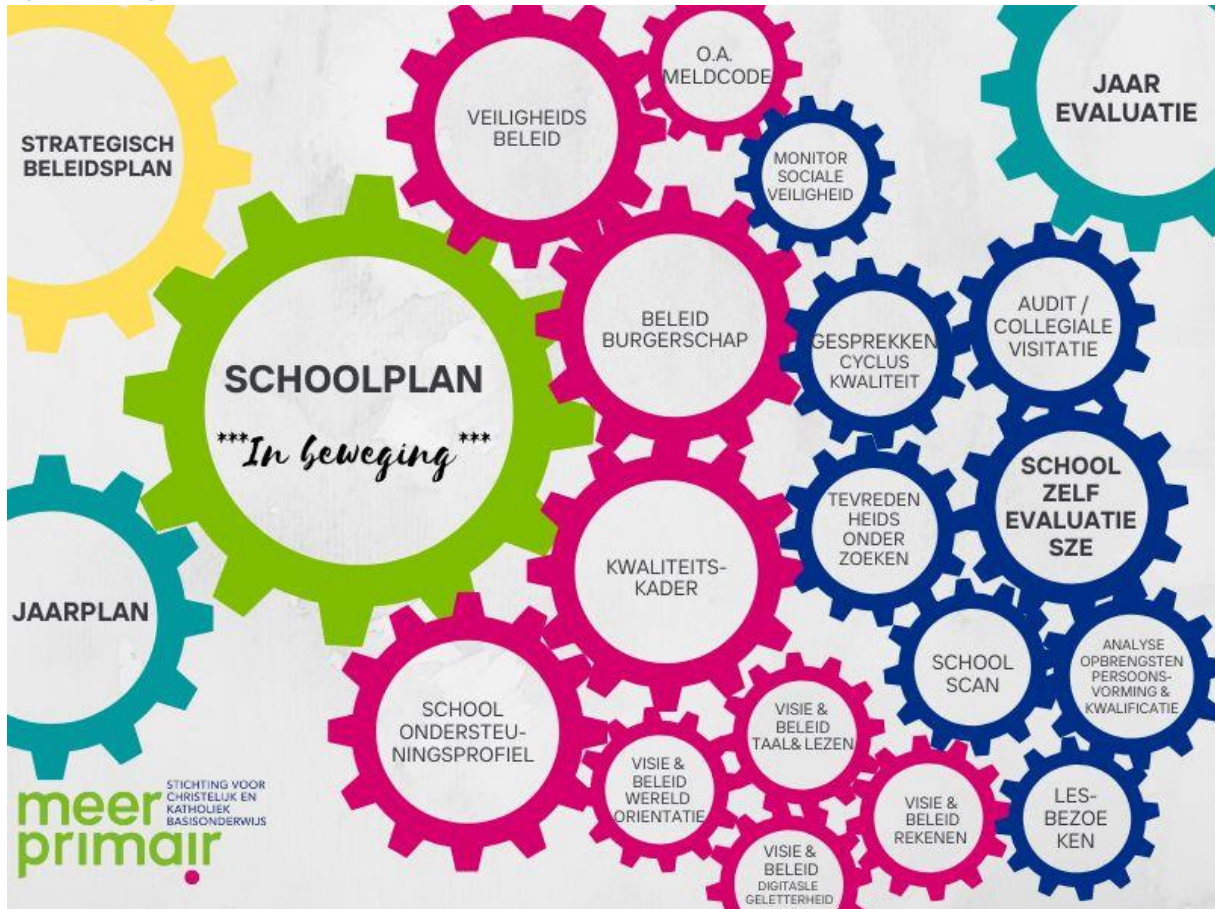 STRATEGISCH
BELEIDSPLAN
VEILIGHEIDS
BELEID
O.A.
MELDCODE
MONITOR
SOCIALE
VEILIGHEID
JAAR
EVALUATIE
SCHOOLPLAN
***In beweging***
BELEID
BURGERSCHAP
GESPREKKEN
CYCLUS
KWALITEIT
AUDIT /
COLLEGIALE
VISITATIE
TEVREDEN
HEIDS
ONDER
ZOEKEN
SCHOOL
ZELF
EVALUATIE
SZE
JAARPLAN
KWALITEITS-
KADER
SCHOOL
ONDERSTEU-
NINGSPROFIEL
VISIE &
BELEID
WERELD
ORIENTATIE
VISIE &
BELEID
TAAL& LEZEN
SCHOOL
SCAN
ANALYSE
OPBRENGSTEN
PERSOONS-
VORMING &
KWALIFICATIE
VISIE &
BELEID
REKENEN
LES-
BEZOE
KEN
VISIE &
BELEID
DIGITASLE
GELETTERHEID
meer
primair
STICHTING VOOR
CHRISTELIJK EN
KATHOLIEK
BASISONDERWIJS